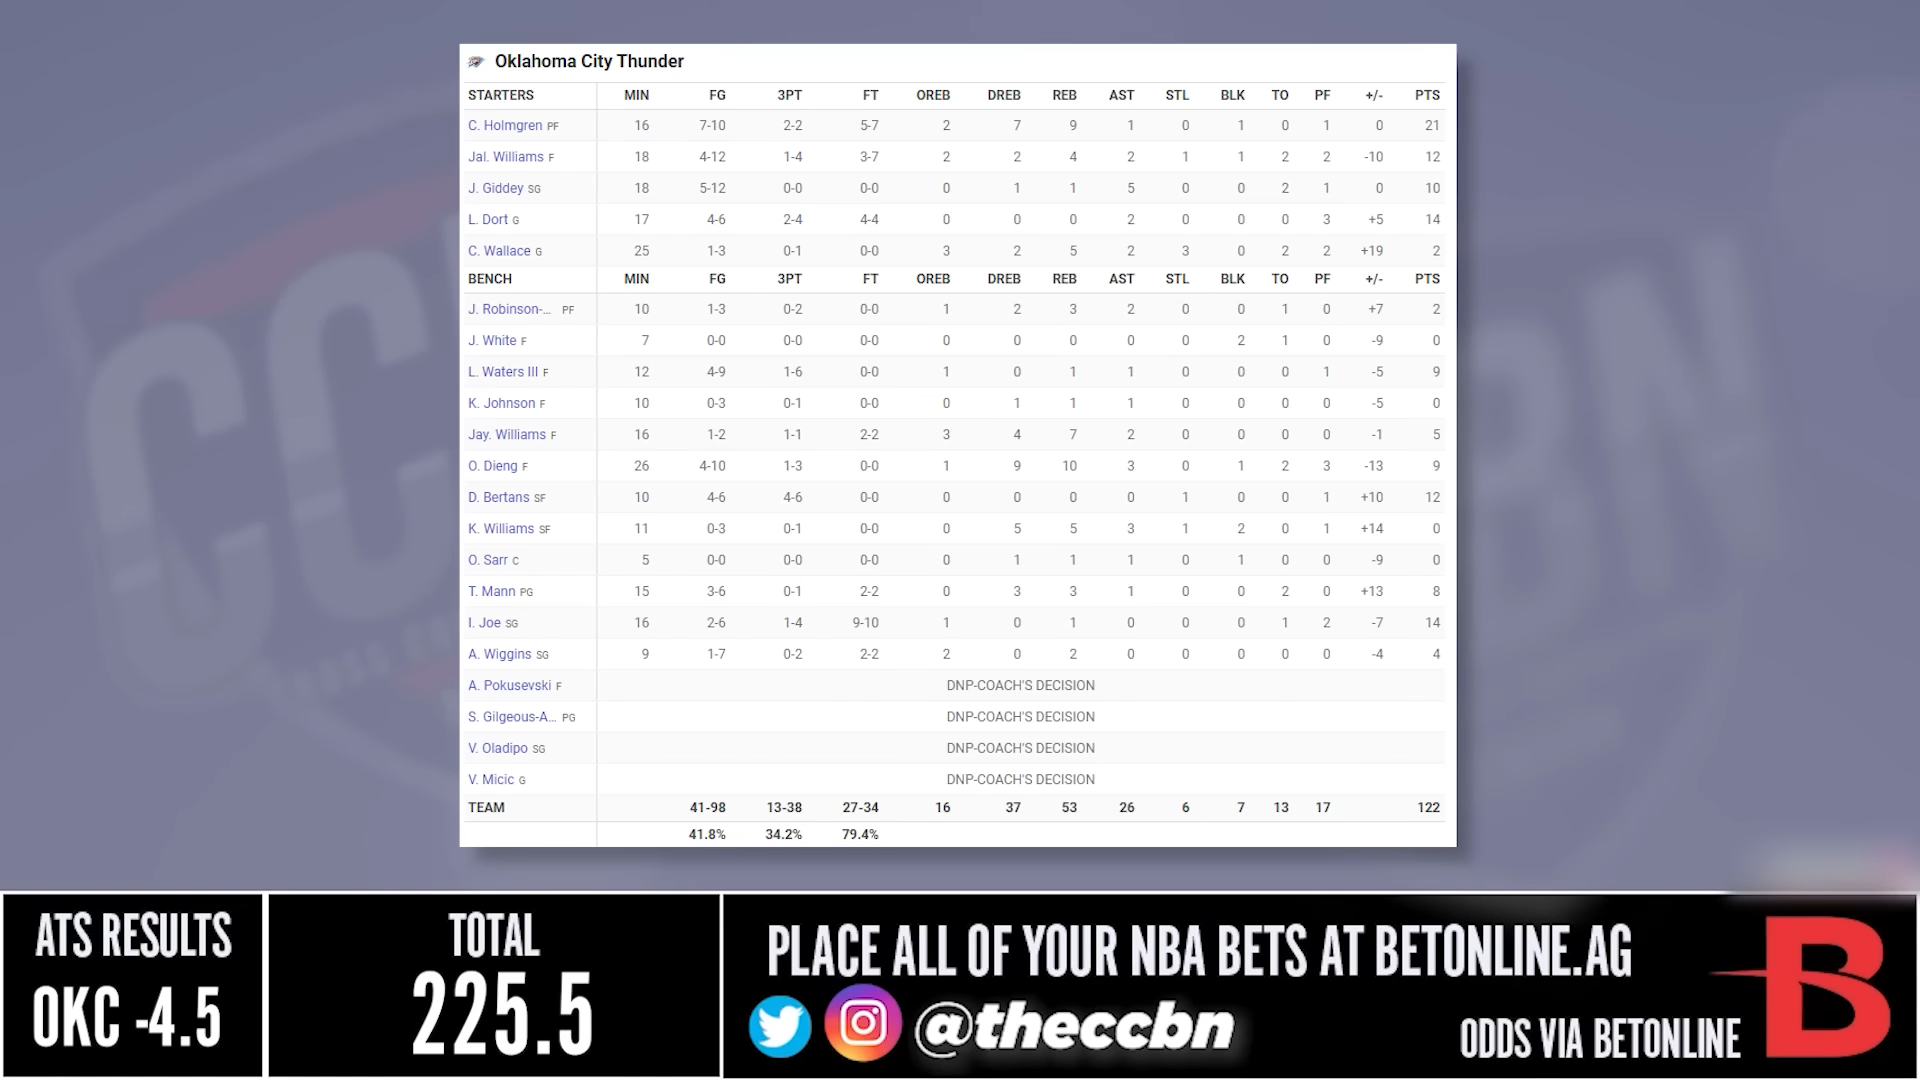 Oklahoma City Thunder
STARTERS MIN FG 3PT FT OREB DREB REB AST STL BLK TO PF +/- PTS
C. Holmgren PF 16 7-10 2-2 5-7 2 7 9 1 0 1 0 1 0 21
Jal. Williams F 18 4-12 1-4 3-7 2 2 4 2 1 1 2 2 -10 12
J. Giddey SG 18 5-12 0-0 0-0 0 1 1 5 0 0 2 1 0 10
L. Dort G 17 4-6 2-4 4-4 0 0 0 2 0 0 0 3 +5 14
C. Wallace G 25 1-3 0-1 0-0 3 2 5 2 3 0 2 2 +19 2
BENCH MIN FG 3PT FT OREB DREB REB AST STL BLK TO PF +/- PTS
J. Robinson-... PF 10 1-3 0-2 0-0 1 2 3 2 0 0 1 0 +7 2
J. White F 7 0-0 0-0 0-0 0 0 0 0 0 2 1 0 -9 0
L. Waters III F 12 4-9 1-6 0-0 1 0 1 1 0 0 0 1 -5 9
K. Johnson F 10 0-3 0-1 0-0 0 1 1 1 0 0 0 0 -5 0
Jay. Williams F 16 1-2 1-1 2-2 3 4 7 2 0 0 0 0 -1 5
O. Dieng F 26 4-10 1-3 0-0 1 9 10 3 0 1 2 3 -13 9
D. Bertans SF 10 4-6 4-6 0-0 0 0 0 0 1 0 0 1 +10 12
K. Williams SF 11 0-3 0-1 0-0 0 5 5 3 1 2 0 1 +14 0
O. Sarr C 5 0-0 0-0 0-0 0 1 1 1 0 1 0 0 -9 0
T. Mann PG 15 3-6 0-1 2-2 0 3 3 1 0 0 2 0 +13 8
I. Joe SG 16 2-6 1-4 9-10 1 0 1 0 0 0 1 2 -7 14
A. Wiggins SG 9 1-7 0-2 2-2 2 0 2 0 0 0 0 0 -4 4
A. Pokusevski F DNP-COACH'S DECISION
S. Gilgeous-A... PG DNP-COACH'S DECISION
V. Oladipo SG DNP-COACH'S DECISION
V. Micic G DNP-COACH'S DECISION
TEAM 41-98 13-38 27-34 16 37 53 26 6 7 13 17 122
41.8% 34.2% 79.4%
ATS RESULTS
OKC -4.5
TOTAL
225.5
PLACE ALL OF YOUR NBA BETS AT BETONLINE.AG
@theccbn
ODDS VIA BETONLINE
B